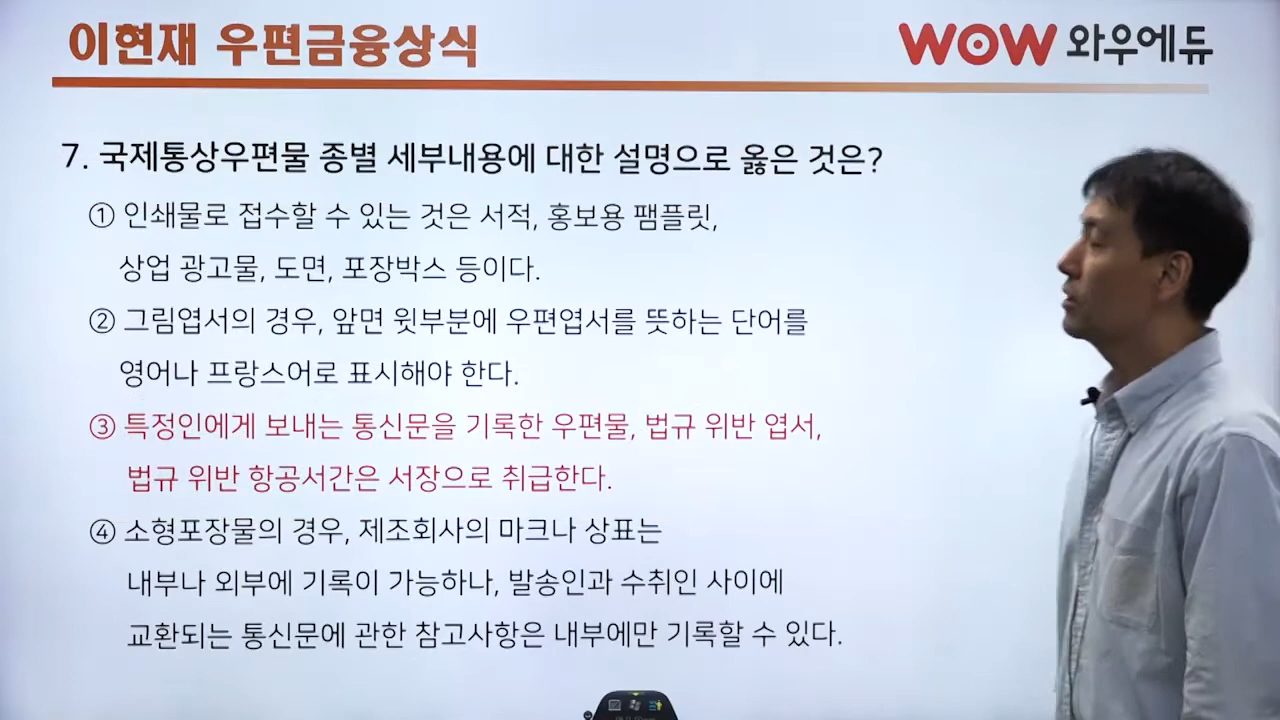 이현재 우편금융상식
WOW 와우에듀
7. 국제통상우편물 종별 세부내용에 대한 설명으로 옳은 것은?
① 인쇄물로 접수할 수 있는 것은 서적, 홍보용 팸플릿,
상업 광고물, 도면, 포장박스 등이다.
② 그림엽서의 경우, 앞면 윗부분에 우편엽서를 뜻하는 단어를
영어나 프랑스어로 표시해야 한다.
③ 특정인에게 보내는 통신문을 기록한 우편물, 법규 위반 엽서,
법규 위반 항공서간은 서장으로 취급한다.
④ 소형포장물의 경우, 제조회사의 마크나 상표는
내부나 외부에 기록이 가능하나, 발송인과 수취인 사이에
교환되는 통신문에 관한 참고사항은 내부에만 기록할 수 있다.